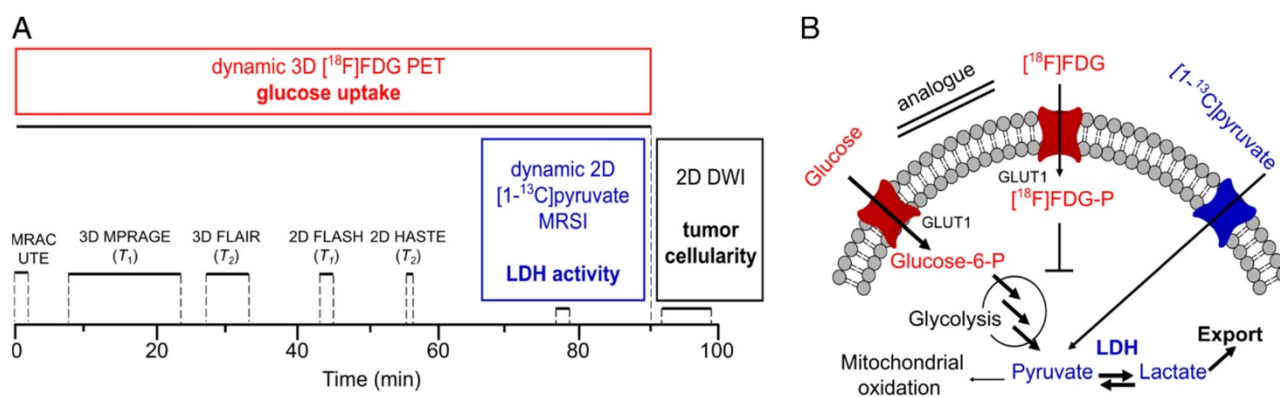 A
dynamic 3D [¹⁸F]FDG PET
glucose uptake
dynamic 2D
[1-¹³C]pyruvate
MRSI
LDH activity
2D DWI
tumor
cellularity
MRAC
UTE
3D MPRAGE
(T₁)
3D FLAIR
(T₂)
2D FLASH
(T₁)
2D HASTE
(T₂)
0
20
40
60
80
100
Time (min)
B
[¹⁸F]FDG
analogue
[1-¹³C]pyruvate
Glucose
GLUT1
[¹⁸F]FDG-P
GLUT1
Glucose-6-P
Glycolysis
Export
LDH
Mitochondrial
oxidation
Pyruvate
Lactate